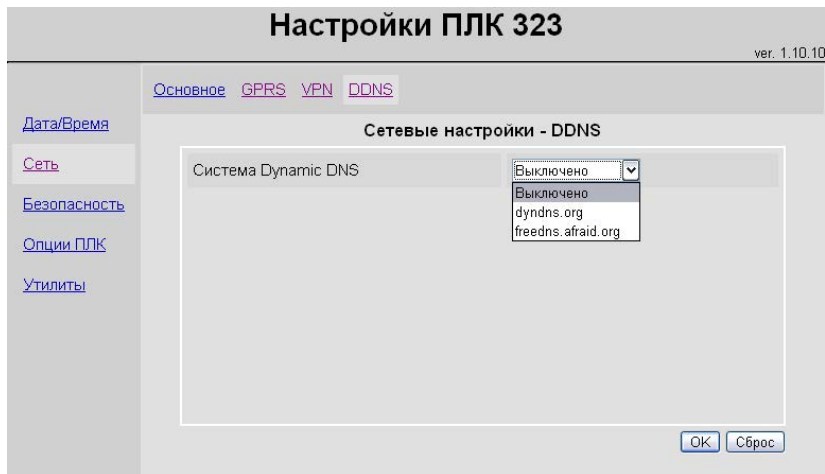 Настройки ПЛК 323
ver. 1.10.10
Основное GPRS VPN DDNS
Дата/Время
Сеть
Безопасность
Опции ПЛК
Утилиты
Сетевые настройки - DDNS
Система Dynamic DNS
Выключено
Выключено
dyndns.org
freedns.afraid.org
OK Сброс